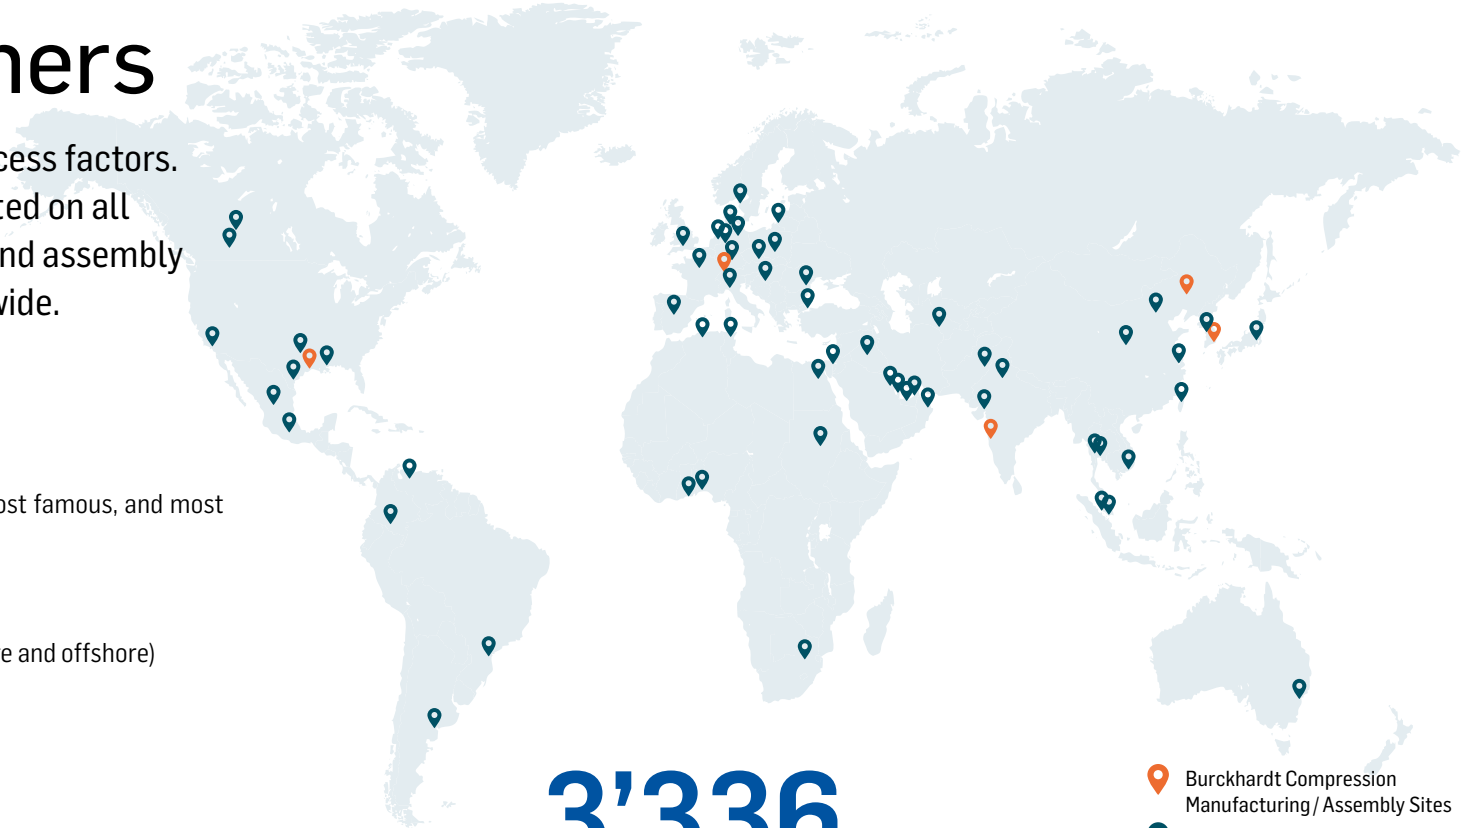 ners
cess factors.
ted on all
nd assembly
wide.
ost famous, and most
e and offshore)
3’336
Burckhardt Compression
Manufacturing / Assembly Sites